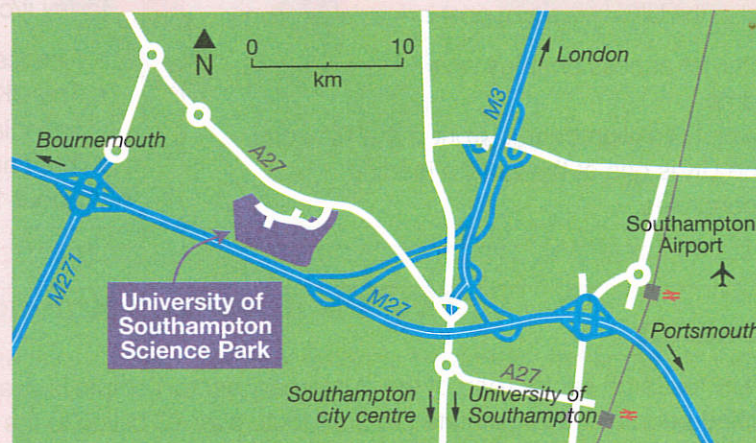 N
0
10
km
London
M3
Bournemouth
A27
Southampton
Airport
M271
University of
Southampton
Science Park
M27
Portsmouth
A27
Southampton
city centre
University of
Southampton